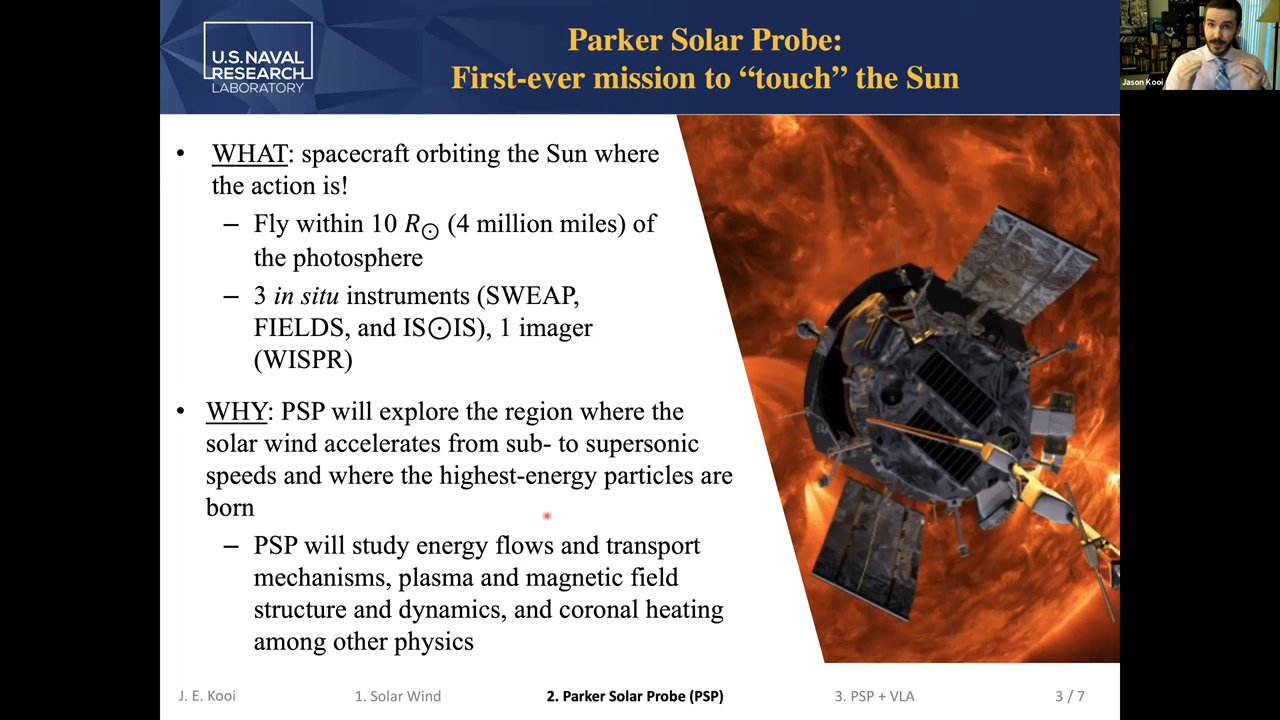 U.S. NAVAL
RESEARCH
LABORATORY
Parker Solar Probe:
First-ever mission to “touch” the Sun
Jason Kooi
• WHAT: spacecraft orbiting the Sun where
the action is!
– Fly within 10 R☉ (4 million miles) of
the photosphere
– 3 in situ instruments (SWEAP,
FIELDS, and IS☉IS), 1 imager
(WISPR)
• WHY: PSP will explore the region where the
solar wind accelerates from sub- to supersonic
speeds and where the highest-energy particles are
born
– PSP will study energy flows and transport
mechanisms, plasma and magnetic field
structure and dynamics, and coronal heating
among other physics
J. E. Kooi 1. Solar Wind 2. Parker Solar Probe (PSP) 3. PSP + VLA 3 / 7